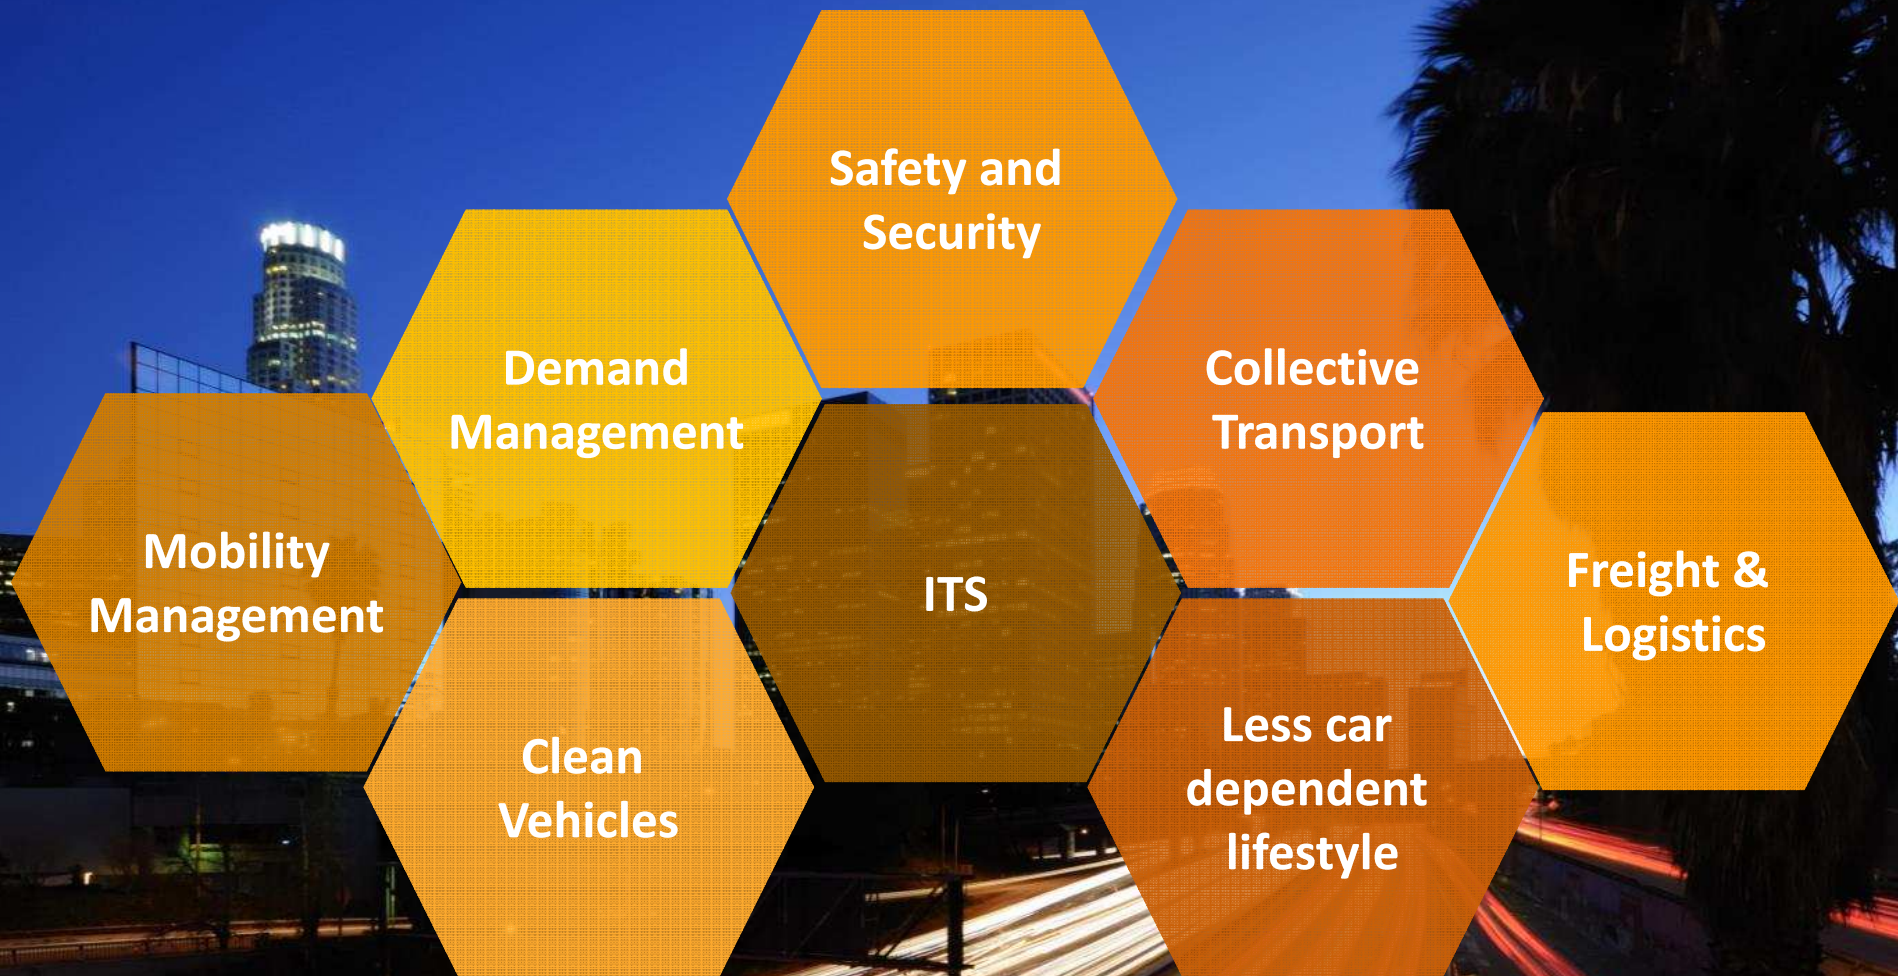 Safety and
Security
Demand
Management
Collective
Transport
Mobility
Management
ITS
Freight &
Logistics
Clean
Vehicles
Less car
dependent
lifestyle